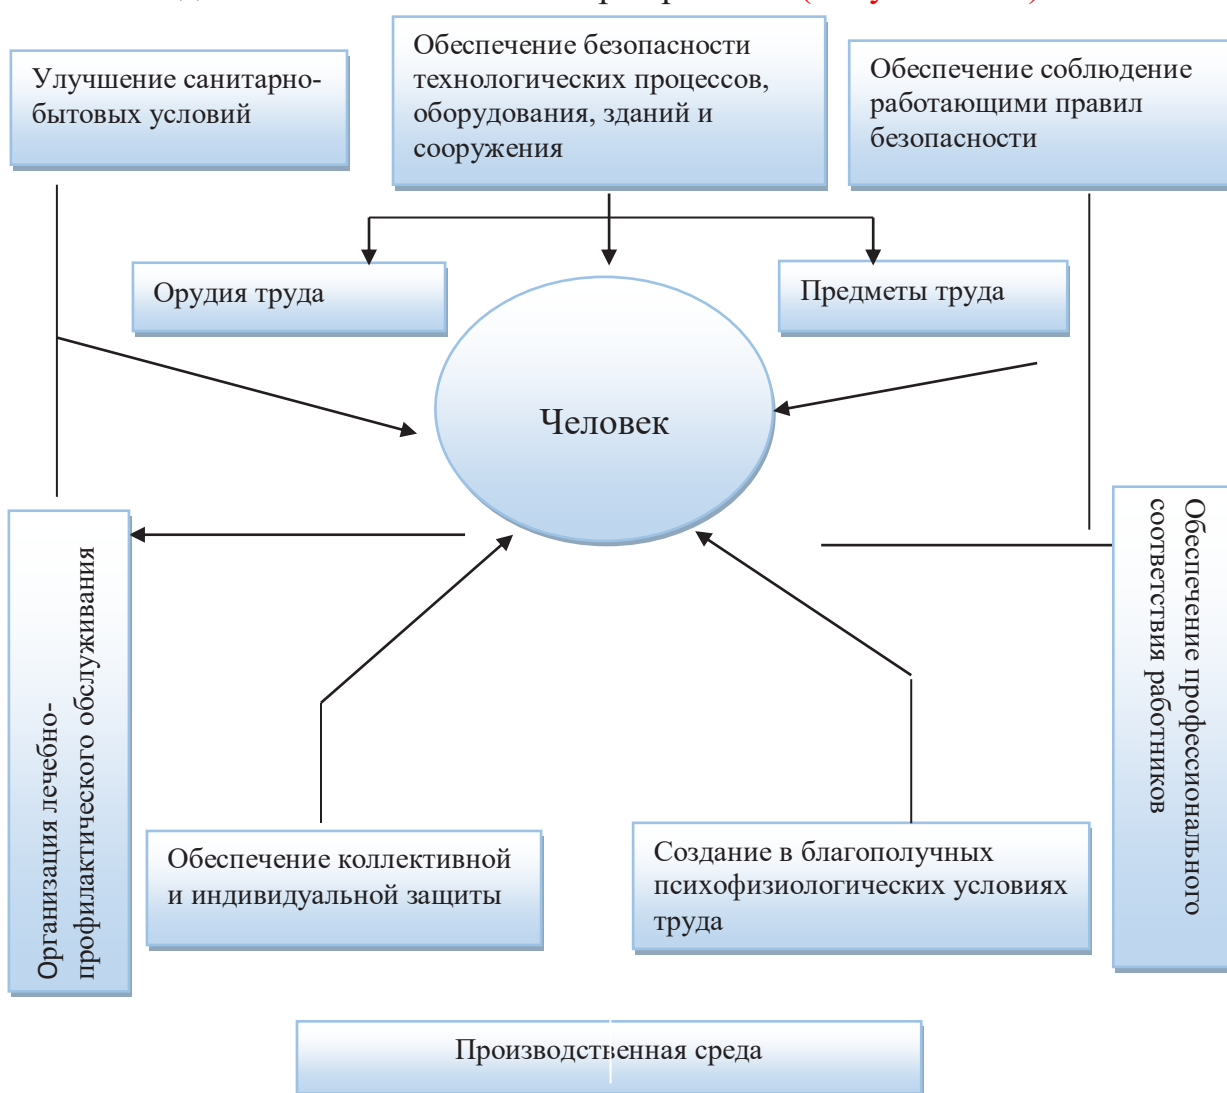 Улучшение санитарно-
бытовых условий
Обеспечение безопасности
технологических процессов,
оборудования, зданий и
сооружения
Обеспечение соблюдение
работающими правил
безопасности
Орудия труда
Предметы труда
Человек
Организация лечебно-
профилактического обслуживания
Обеспечение профессионального
соответствия работников
Обеспечение коллективной
и индивидуальной защиты
Создание в благополучных
психофизиологических условиях
труда
Производственная среда